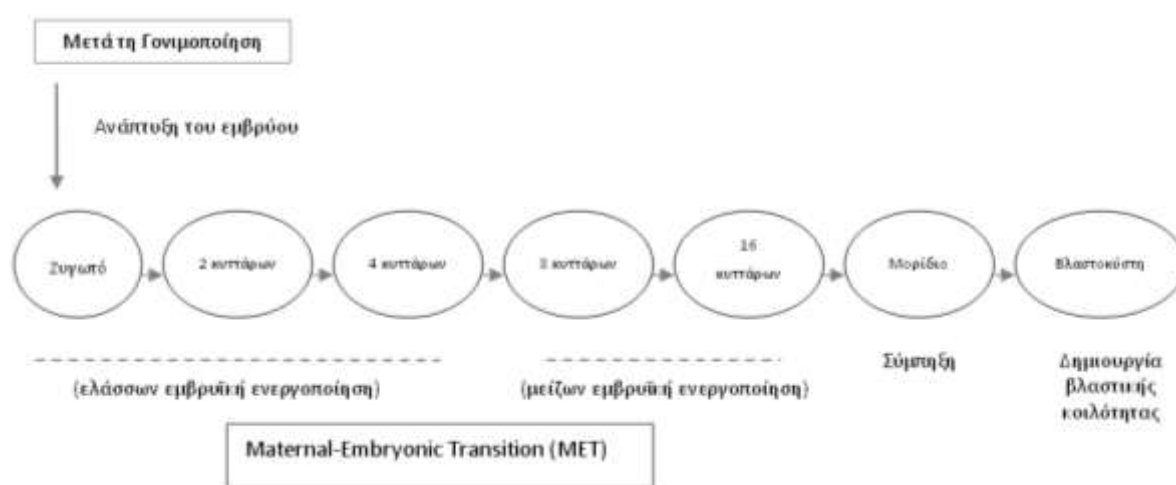 Μετά τη Γονιμοποίηση
Ανάπτυξη του εμβρύου
Ζυγωτό
2 κυττάρων
4 κυττάρων
8 κυττάρων
16
κυττάρων
Μορίδιο
Βλαστοκύστη
(ελάσσων εμβρυϊκή ενεργοποίηση)
(μείζων εμβρυϊκή ενεργοποίηση)
Σύμπηξη
Δημιουργία
βλαστικής
κοιλότητας
Maternal-Embryonic Transition (MET)